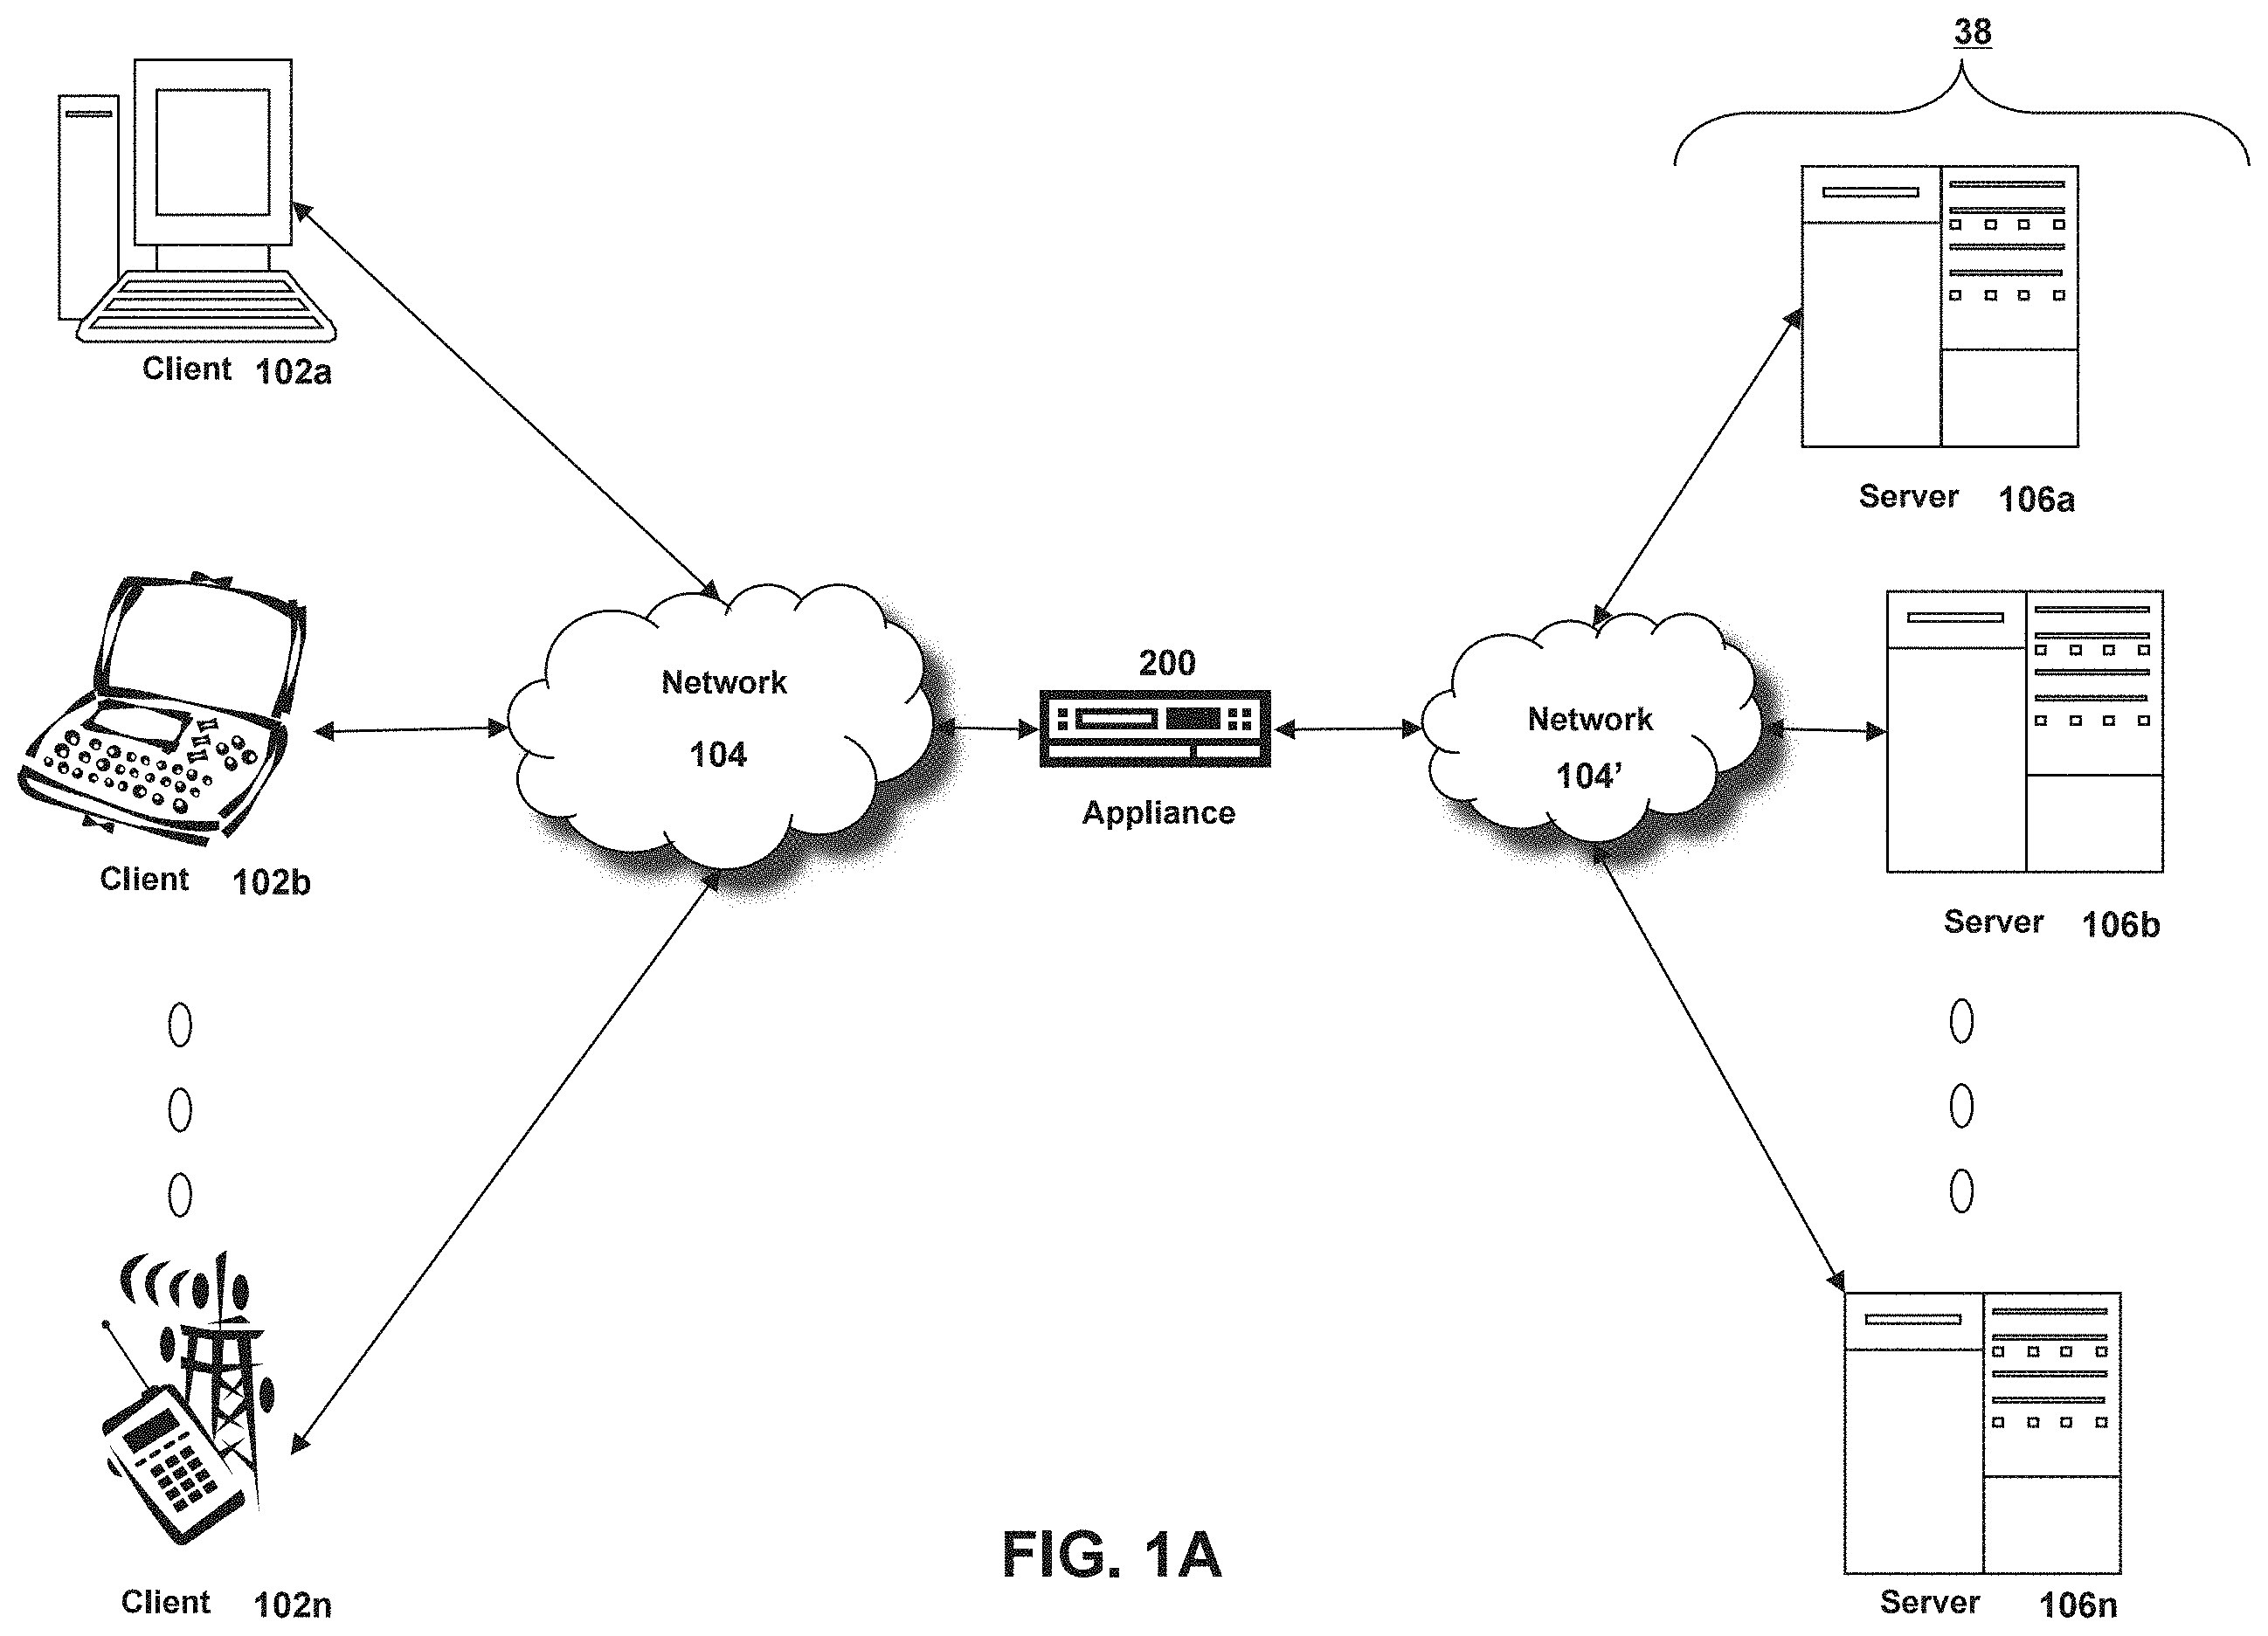 38
Client 102a
Server 106a
Network
104
200
Appliance
Network
104’
Client 102b
Server 106b
Client 102n
Server 106n
FIG. 1A